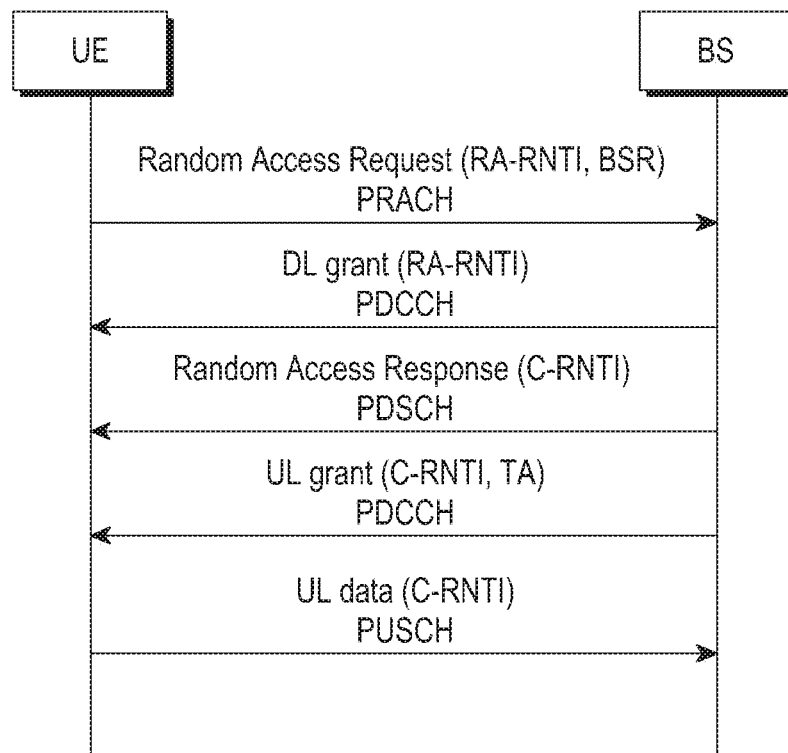 UE
BS
Random Access Request (RA-RNTI, BSR)
PRACH
DL grant (RA-RNTI)
PDCCH
Random Access Response (C-RNTI)
PDSCH
UL grant (C-RNTI, TA)
PDCCH
UL data (C-RNTI)
PUSCH